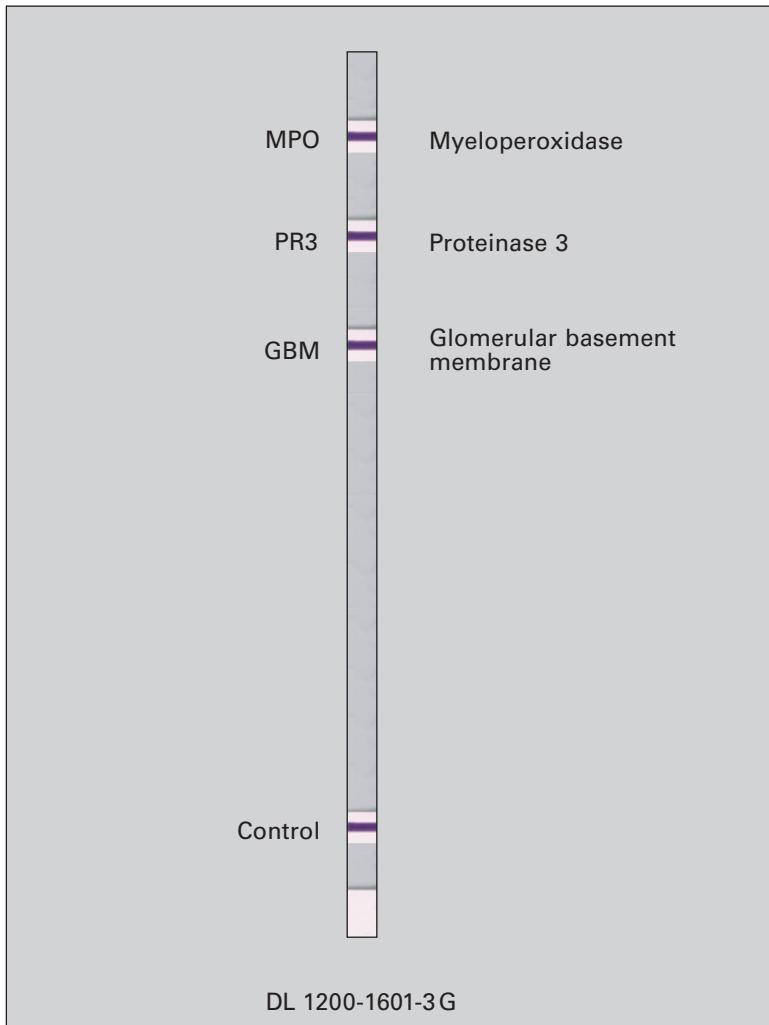 MPO Myeloperoxidase
PR3 Proteinase 3
GBM Glomerular basement
membrane
Control
DL 1200-1601-3 G